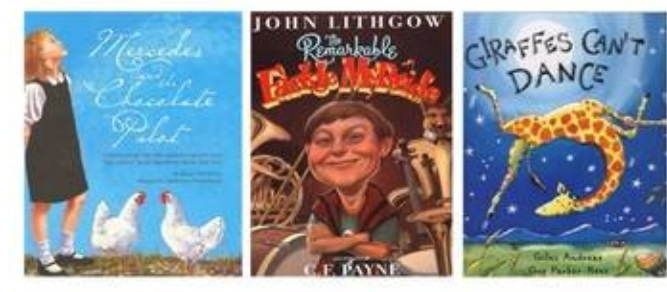 Mercedes
and the
Chocolate
Pilot
JOHN LITHGOW
The
Remarkable
Farkle McBride
C. F. PAYNE
GIRAFFES CAN'T
DANCE
Giles Andreae
Guy Parker-Rees